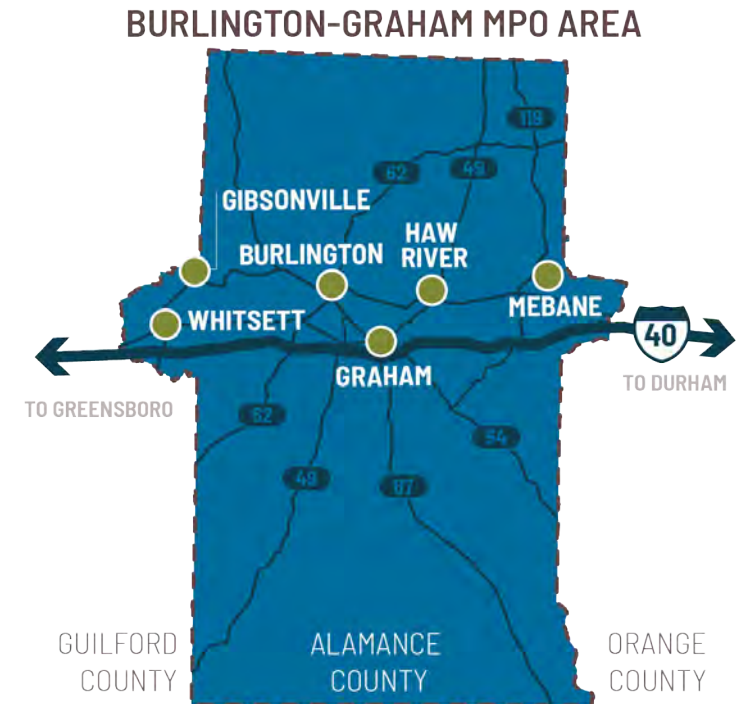 BURLINGTON-GRAHAM MPO AREA
119
62
49
GIBSONVILLE
HAW
RIVER
BURLINGTON
MEBANE
WHITSETT
40
GRAHAM
TO DURHAM
TO GREENSBORO
62
54
49
87
GUILFORD
COUNTY
ALAMANCE
COUNTY
ORANGE
COUNTY